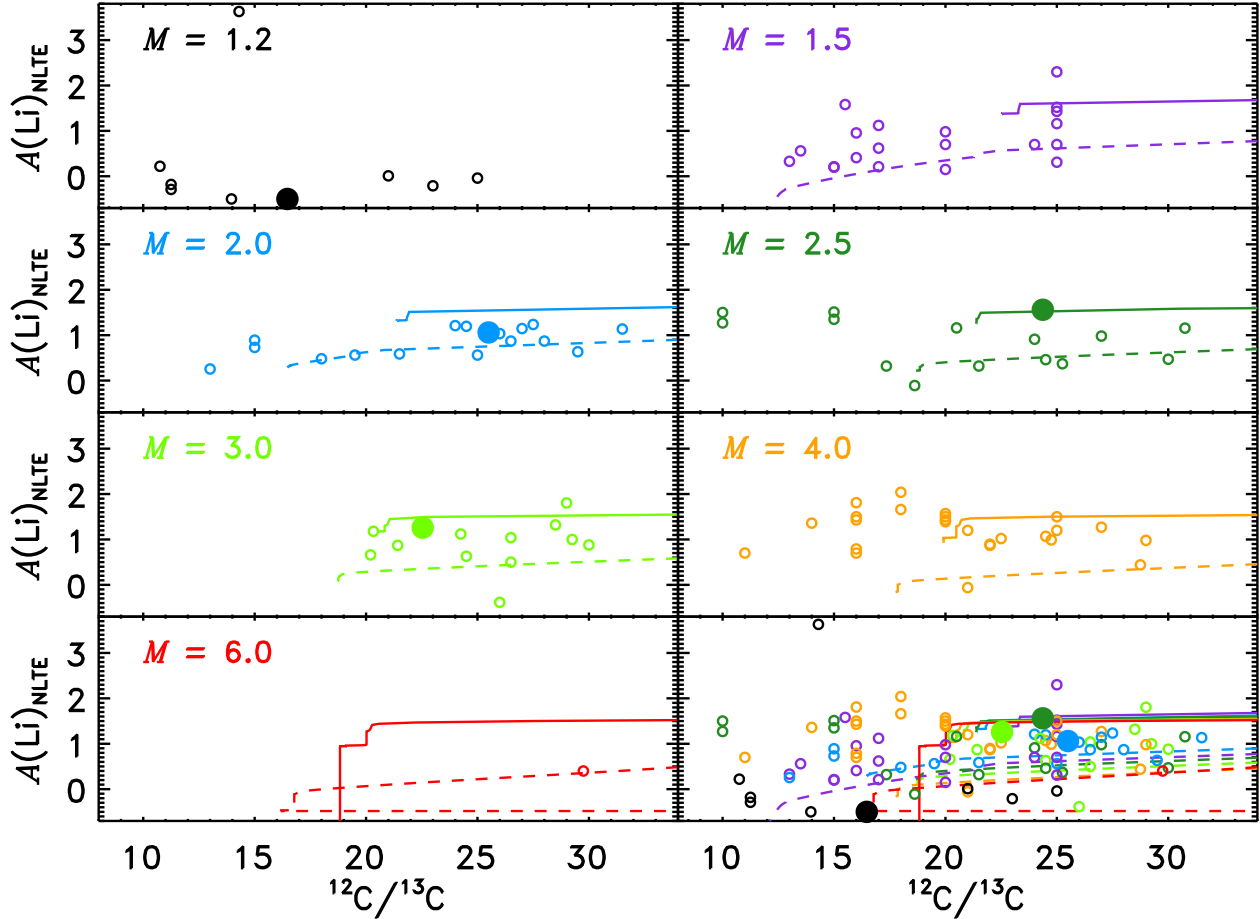 M = 1.2
M = 1.5
3
2
1
0
A(Li)NLTE
M = 2.0
M = 2.5
3
2
1
0
A(Li)NLTE
M = 3.0
M = 4.0
3
2
1
0
A(Li)NLTE
M = 6.0
3
2
1
0
A(Li)NLTE
10 15 20 25 30
10 15 20 25 30
¹²C/¹³C
¹²C/¹³C